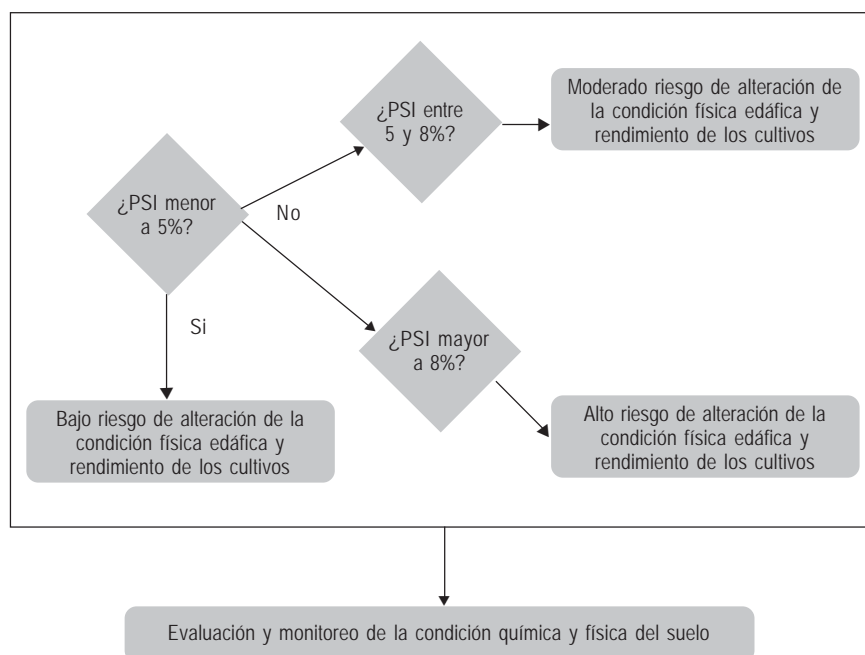 ¿PSI entre
5 y 8%?
Moderado riesgo de alteración de
la condición física edáfica y
rendimiento de los cultivos
¿PSI menor
a 5%?
No
Si
¿PSI mayor
a 8%?
Bajo riesgo de alteración de la
condición física edáfica y
rendimiento de los cultivos
Alto riesgo de alteración de la
condición física edáfica y
rendimiento de los cultivos
Evaluación y monitoreo de la condición química y física del suelo